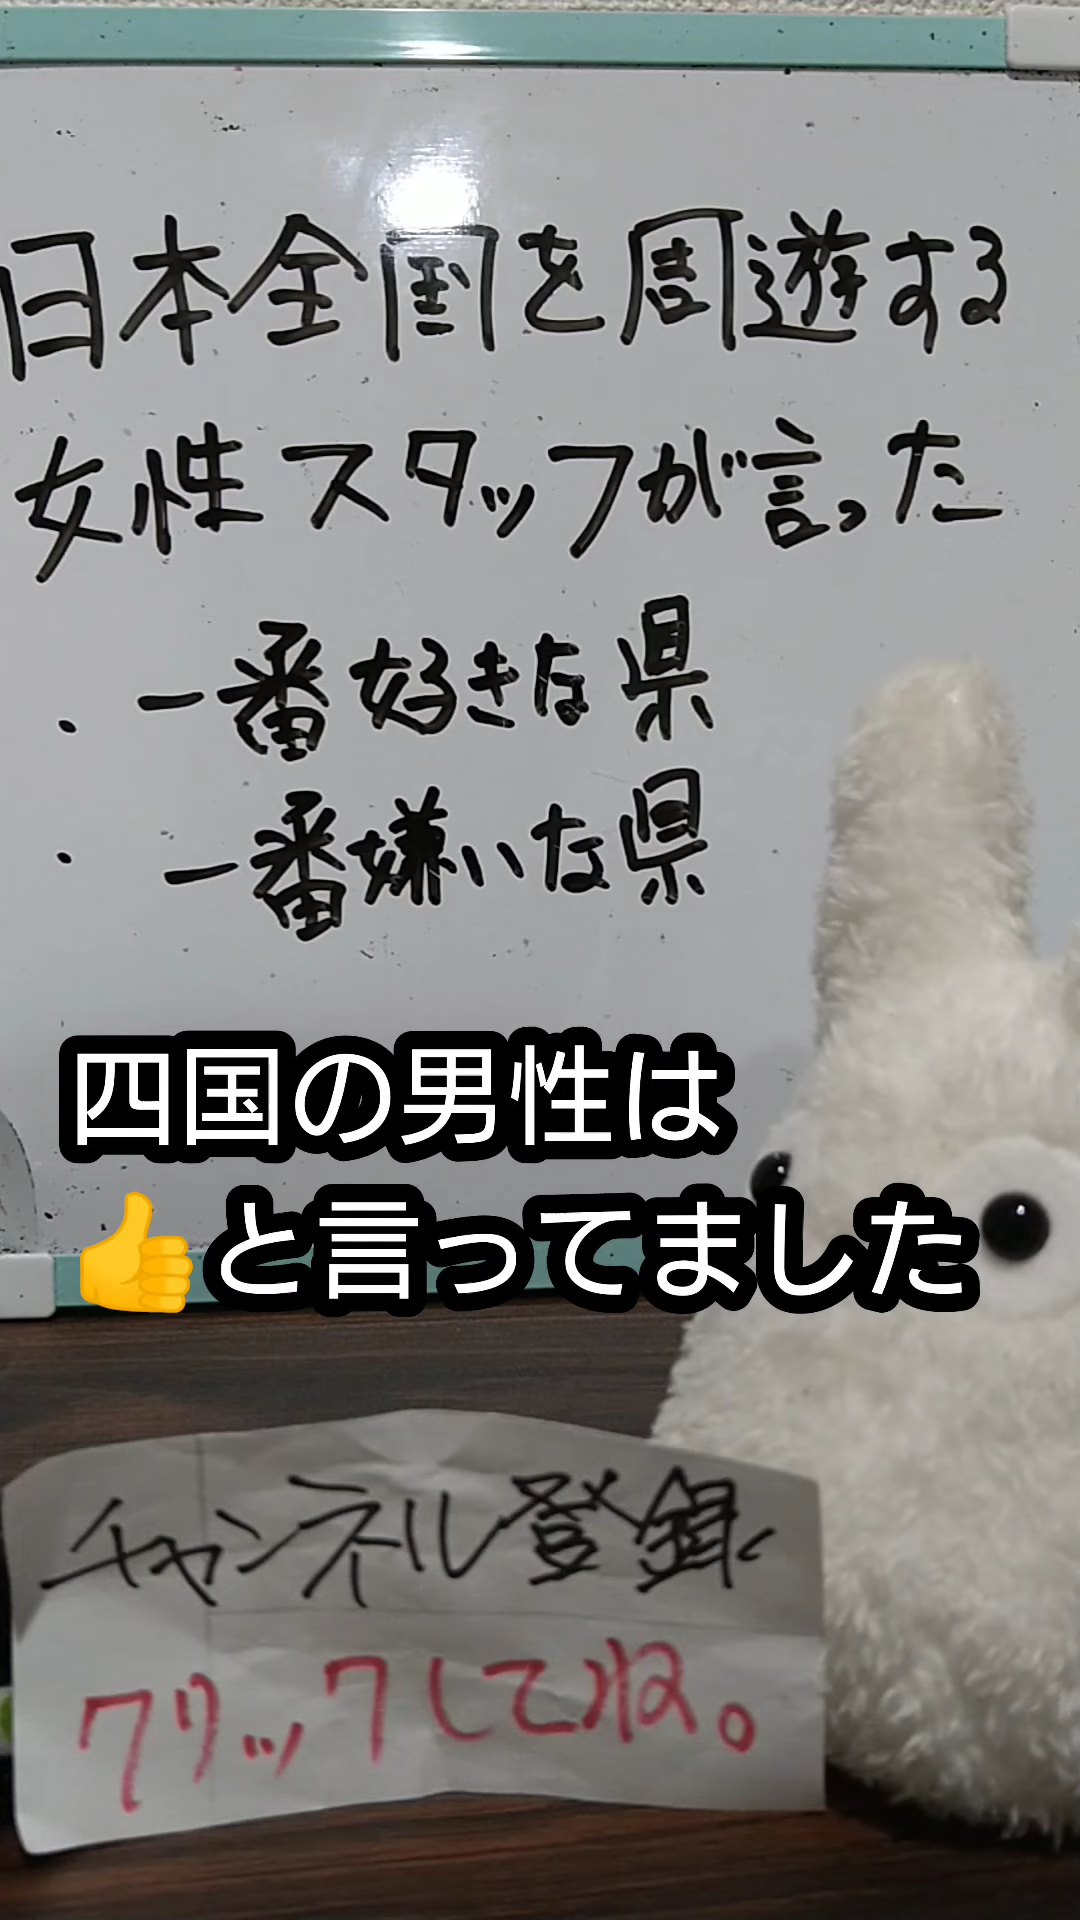 日本全国を周遊する
女性スタッフが言った
・一番好きな県
・一番嫌いな県
四国の男性は
👍と言ってました
チャンネル登録
クリックしてね。